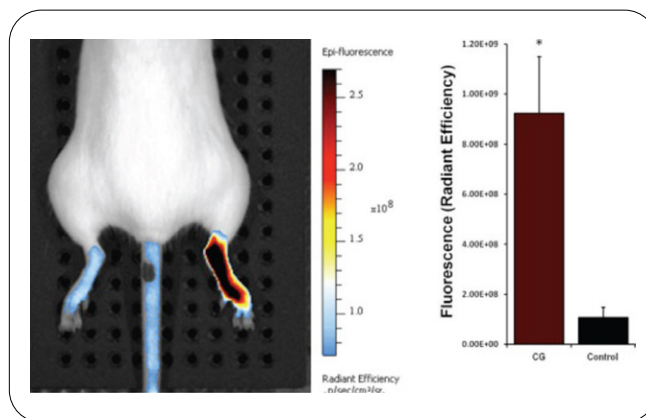 Epi-fluorescence
2.5
2.0
x10⁸
1.5
1.0
Radiant Efficiency
Fluorescence (Radiant Efficiency)
1.20E+09
1.00E+09
8.00E+08
6.00E+08
4.00E+08
2.00E+08
0.00E+00
*
CG
Control